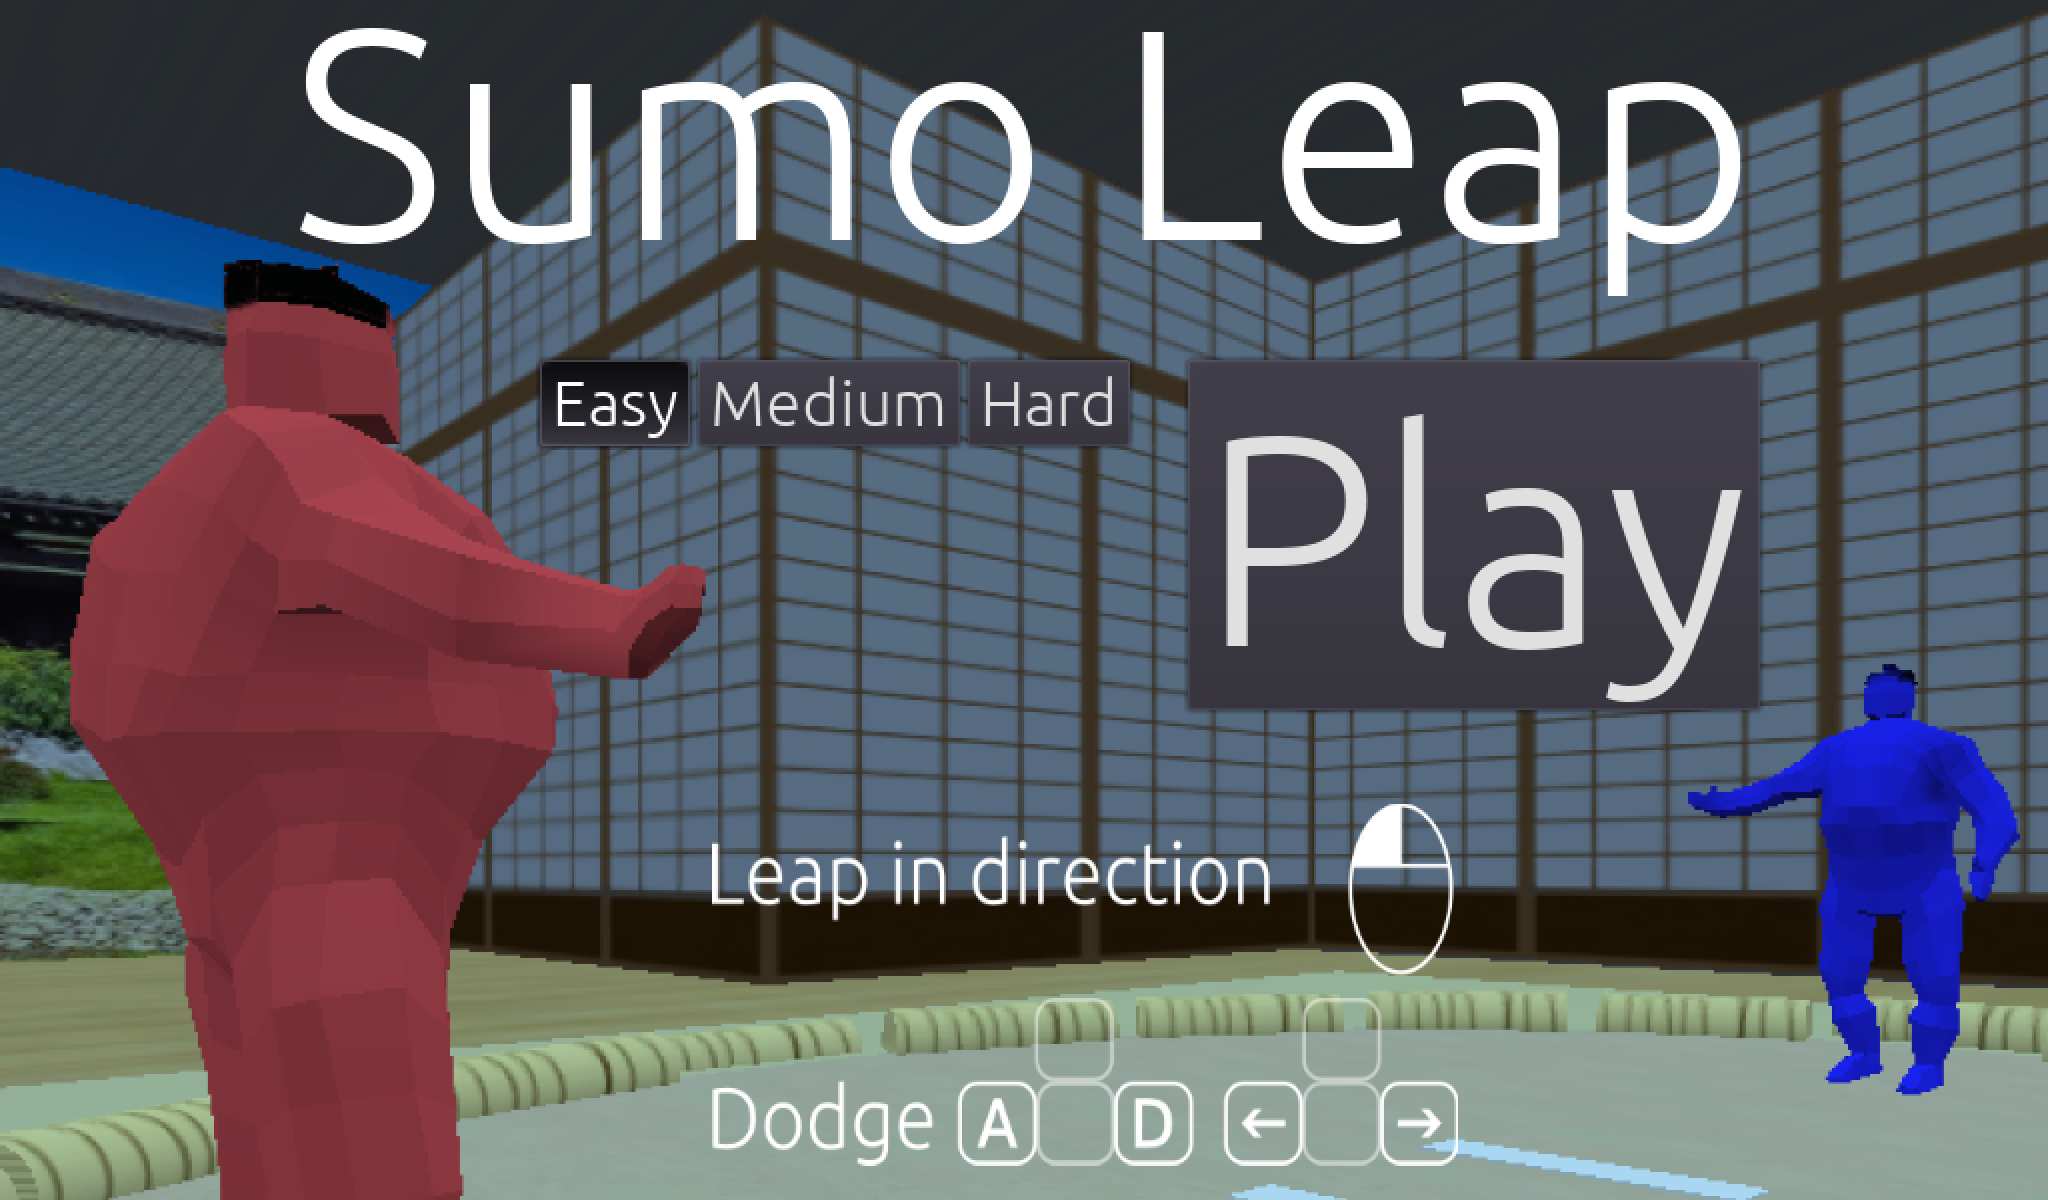 Sumo Leap
Easy Medium Hard
Play
Leap in direction
Dodge A D ← →